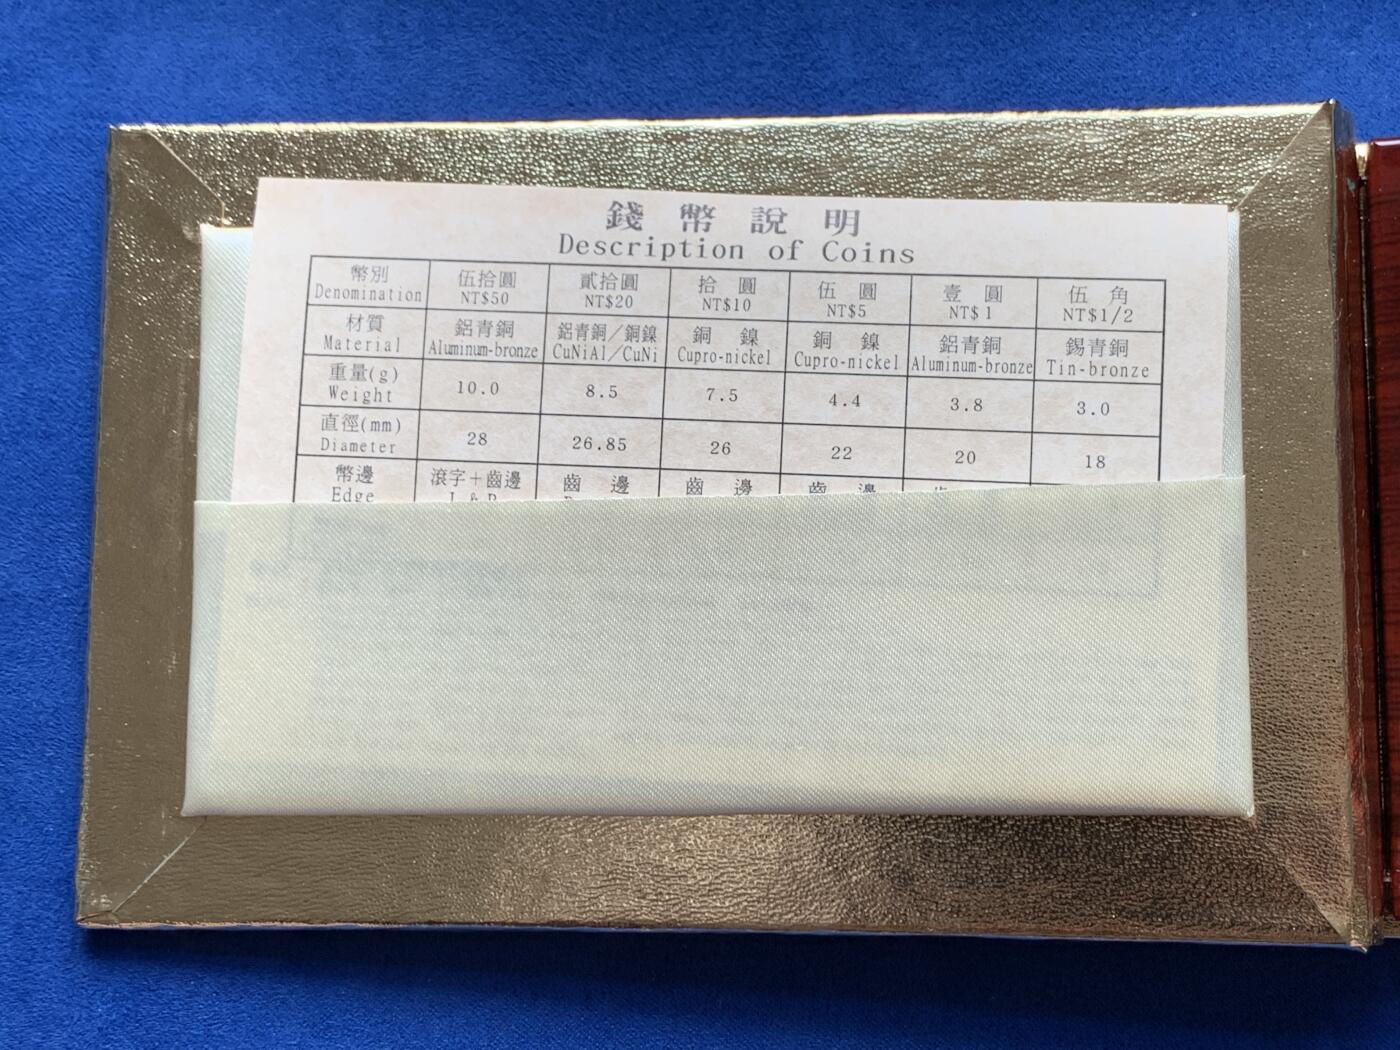 錢幣說明
Description of Coins
幣別 伍拾圓 貳拾圓 拾圓 伍圓 壹圓 伍角
Denomination NT$50 NT$20 NT$10 NT$5 NT$1 NT$1/2
材質 鋁青銅 鋁青銅／銅鎳 銅鎳 銅鎳 鋁青銅 錫青銅
Material Aluminum-bronze CuNiAl／CuNi Cupro-nickel Cupro-nickel Aluminum-bronze Tin-bronze
重量(g)
Weight 10.0 8.5 7.5 4.4 3.8 3.0
直徑(mm)
Diameter 28 26.85 26 22 20 18
幣邊 滾字＋齒邊 齒邊 齒邊 齒邊
Edge